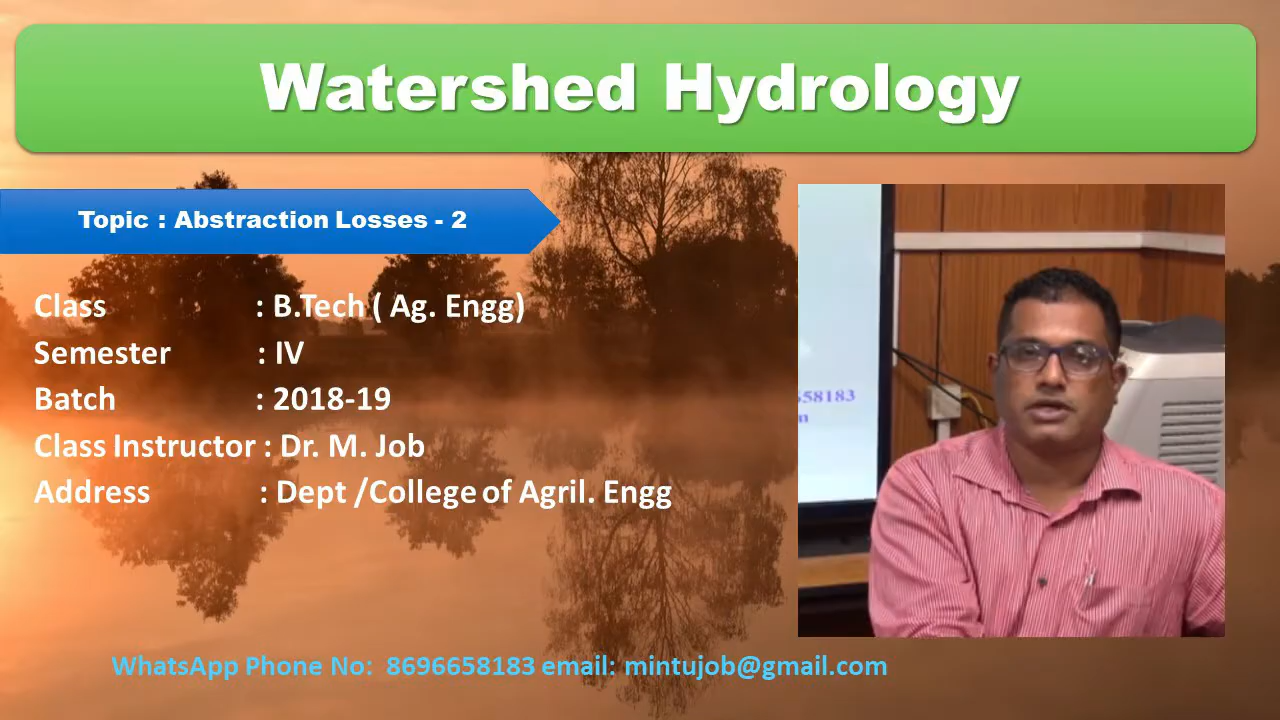 Watershed Hydrology
Topic : Abstraction Losses - 2
Class : B.Tech ( Ag. Engg)
Semester : IV
Batch : 2018-19
Class Instructor : Dr. M. Job
Address : Dept /College of Agril. Engg
58183
n
WhatsApp Phone No: 8696658183 email: mintujob@gmail.com